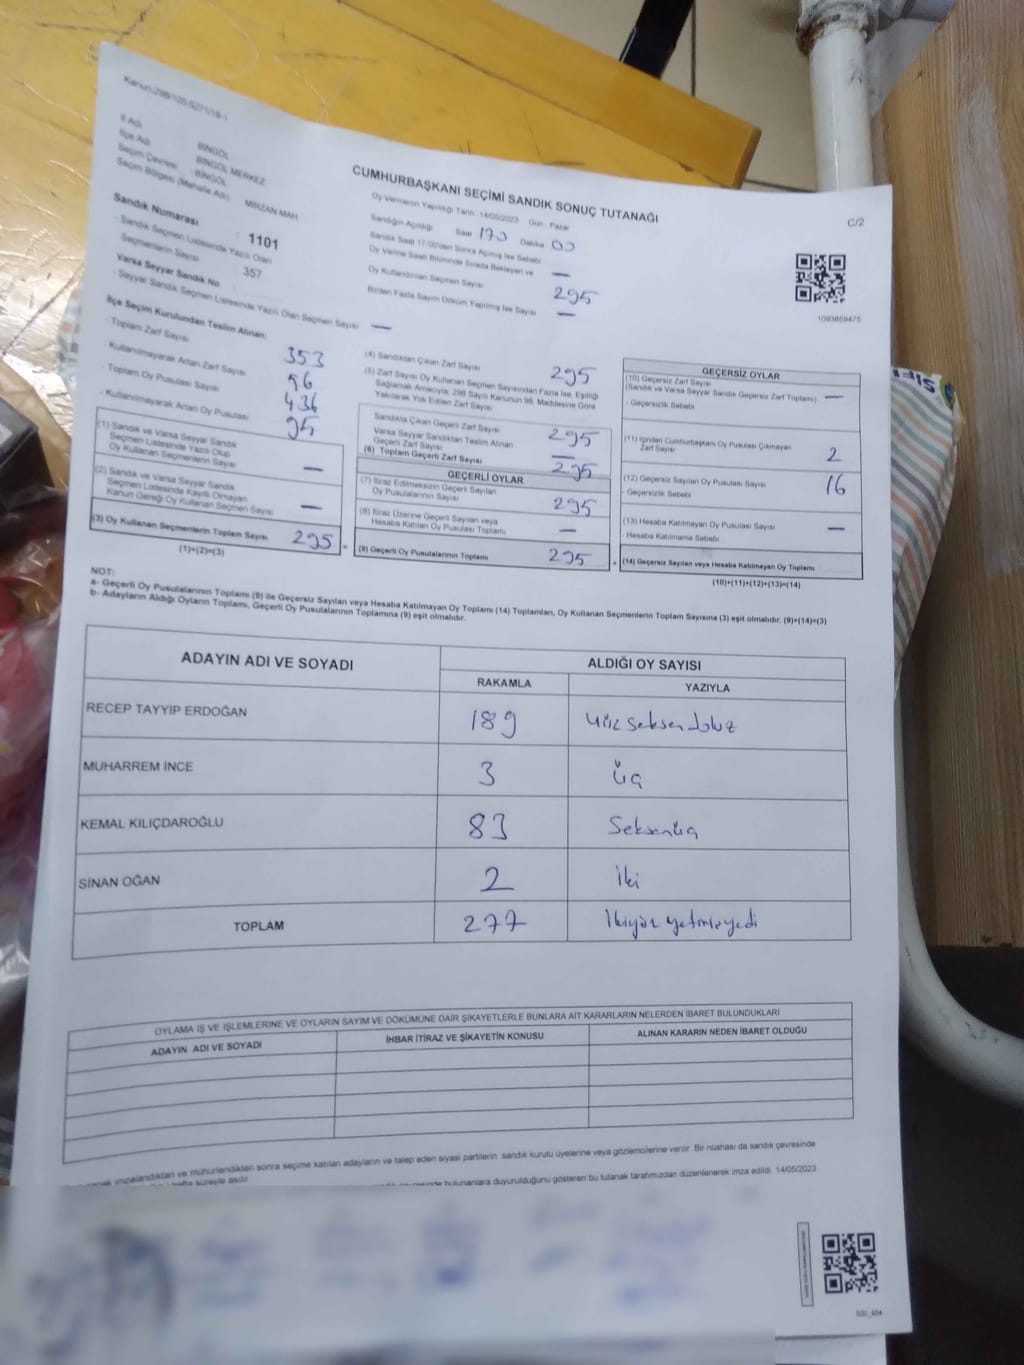 Kanun:298/105,6271/18-1
İl Adı : BİNGÖL
İlçe Adı : BİNGÖL MERKEZ
Seçim Çevresi : BİNGÖL
Seçim Bölgesi (Mahalle Adı) MİRZAN MAH
Sandık Numarası : 1101
- Sandık Seçmen Listesinde Yazılı Olan
Seçmenlerin Sayısı 357
Varsa Seyyar Sandık No :
- Seyyar Sandık Seçmen Listesinde Yazılı Olan Seçmen Sayısı —
CUMHURBAŞKANI SEÇİMİ SANDIK SONUÇ TUTANAĞI
C/2
Oy Vermenin Yapıldığı Tarih : 14/05/2023 Gün : Pazar
Sandığın Açıldığı Saat Dakika 00
Sandık Saat 17:00'den Sonra Açılmış İse Sebebi
Oy Verme Saati Bitiminde Sırada Bekleyen ve —
Oy Kullandırılan Seçmen Sayısı 295
Birden Fazla Sayım Döküm Yapılmış İse Sayısı —
1093859475
İlçe Seçim Kurulundan Teslim Alınan;
- Toplam Zarf Sayısı 353
- Kullanılmayarak Artan Zarf Sayısı 56
- Toplam Oy Pusulası Sayısı 436
- Kullanılmayarak Artan Oy Pusulası 95
(1) Sandık ve Varsa Seyyar Sandık
Seçmen Listesinde Yazılı Olup
Oy Kullanan Seçmenlerin Sayısı —
(2) Sandık ve Varsa Seyyar Sandık
Seçmen Listesinde Kayıtlı Olmayan
Kanun Gereği Oy Kullanan Seçmen Sayısı —
(3) Oy Kullanan Seçmenlerin Toplam Sayısı 295 =
(1)+(2)=(3)
(4) Sandıktan Çıkan Zarf Sayısı 295
(5) Zarf Sayısı Oy Kullanan Seçmen Sayısından Fazla İse, Eşitliği
Sağlamak Amacıyla, 298 Sayılı Kanunun 98. Maddesine Göre
Yakılarak Yok Edilen Zarf Sayısı
Sandıkta Çıkan Geçerli Zarf Sayısı 295
Varsa Seyyar Sandıktan Teslim Alınan
Geçerli Zarf Sayısı —
(6) Toplam Geçerli Zarf Sayısı 295
GEÇERLİ OYLAR
(7) İtiraz Edilmeksizin Geçerli Sayılan
Oy Pusulalarının Sayısı 295
(8) İtiraz Üzerine Geçerli Sayılan veya
Hesaba Katılan Oy Pusulası Toplamı —
(9) Geçerli Oy Pusulalarının Toplamı 295 +
GEÇERSİZ OYLAR
(10) Geçersiz Zarf Sayısı
(Sandık ve Varsa Seyyar Sandık Geçersiz Zarf Toplamı) —
- Geçersizlik Sebebi
(11) İçinden Cumhurbaşkanı Oy Pusulası Çıkmayan
Zarf Sayısı 2
(12) Geçersiz Sayılan Oy Pusulası Sayısı 16
- Geçersizlik Sebebi
(13) Hesaba Katılmayan Oy Pusulası Sayısı —
- Hesaba Katılmama Sebebi
(14) Geçersiz Sayılan veya Hesaba Katılmayan Oy Toplamı
(10)+(11)+(12)+(13)=(14)
NOT:
a- Geçerli Oy Pusulalarının Toplamı (9) ile Geçersiz Sayılan veya Hesaba Katılmayan Oy Toplamı (14) Toplamları, Oy Kullanan Seçmenlerin Toplam Sayısına (3) eşit olmalıdır. (9)+(14)=(3)
b- Adayların Aldığı Oyların Toplamı, Geçerli Oy Pusulalarının Toplamına (9) eşit olmalıdır.
ADAYIN ADI VE SOYADI
ALDIĞI OY SAYISI
RAKAMLA YAZIYLA
RECEP TAYYİP ERDOĞAN 189 yüz seksen dokuz
MUHARREM İNCE 3 üç
KEMAL KILIÇDAROĞLU 83 Seksenüç
SİNAN OĞAN 2 İki
TOPLAM 277 İkiyüz yetmişyedi
OYLAMA İŞ VE İŞLEMLERİNE VE OYLARIN SAYIM VE DÖKÜMÜNE DAİR ŞİKAYETLERLE BUNLARA AİT KARARLARIN NELERDEN İBARET BULUNDUKLARI
ADAYIN ADI VE SOYADI
İHBAR İTİRAZ VE ŞİKAYETİN KONUSU
ALINAN KARARIN NEDEN İBARET OLDUĞU
imzalandıktan ve mühürlendikten sonra seçime katılan adayların ve talep eden siyasi partilerin sandık kurulu üyelerine veya gözlemcilerine verilir. Bir nüshası da sandık çevresinde
hafta süreyle asılır. bulunanlara duyurulduğunu gösteren bu tutanak tarafımızdan düzenlenerek imza edildi. 14/05/2023